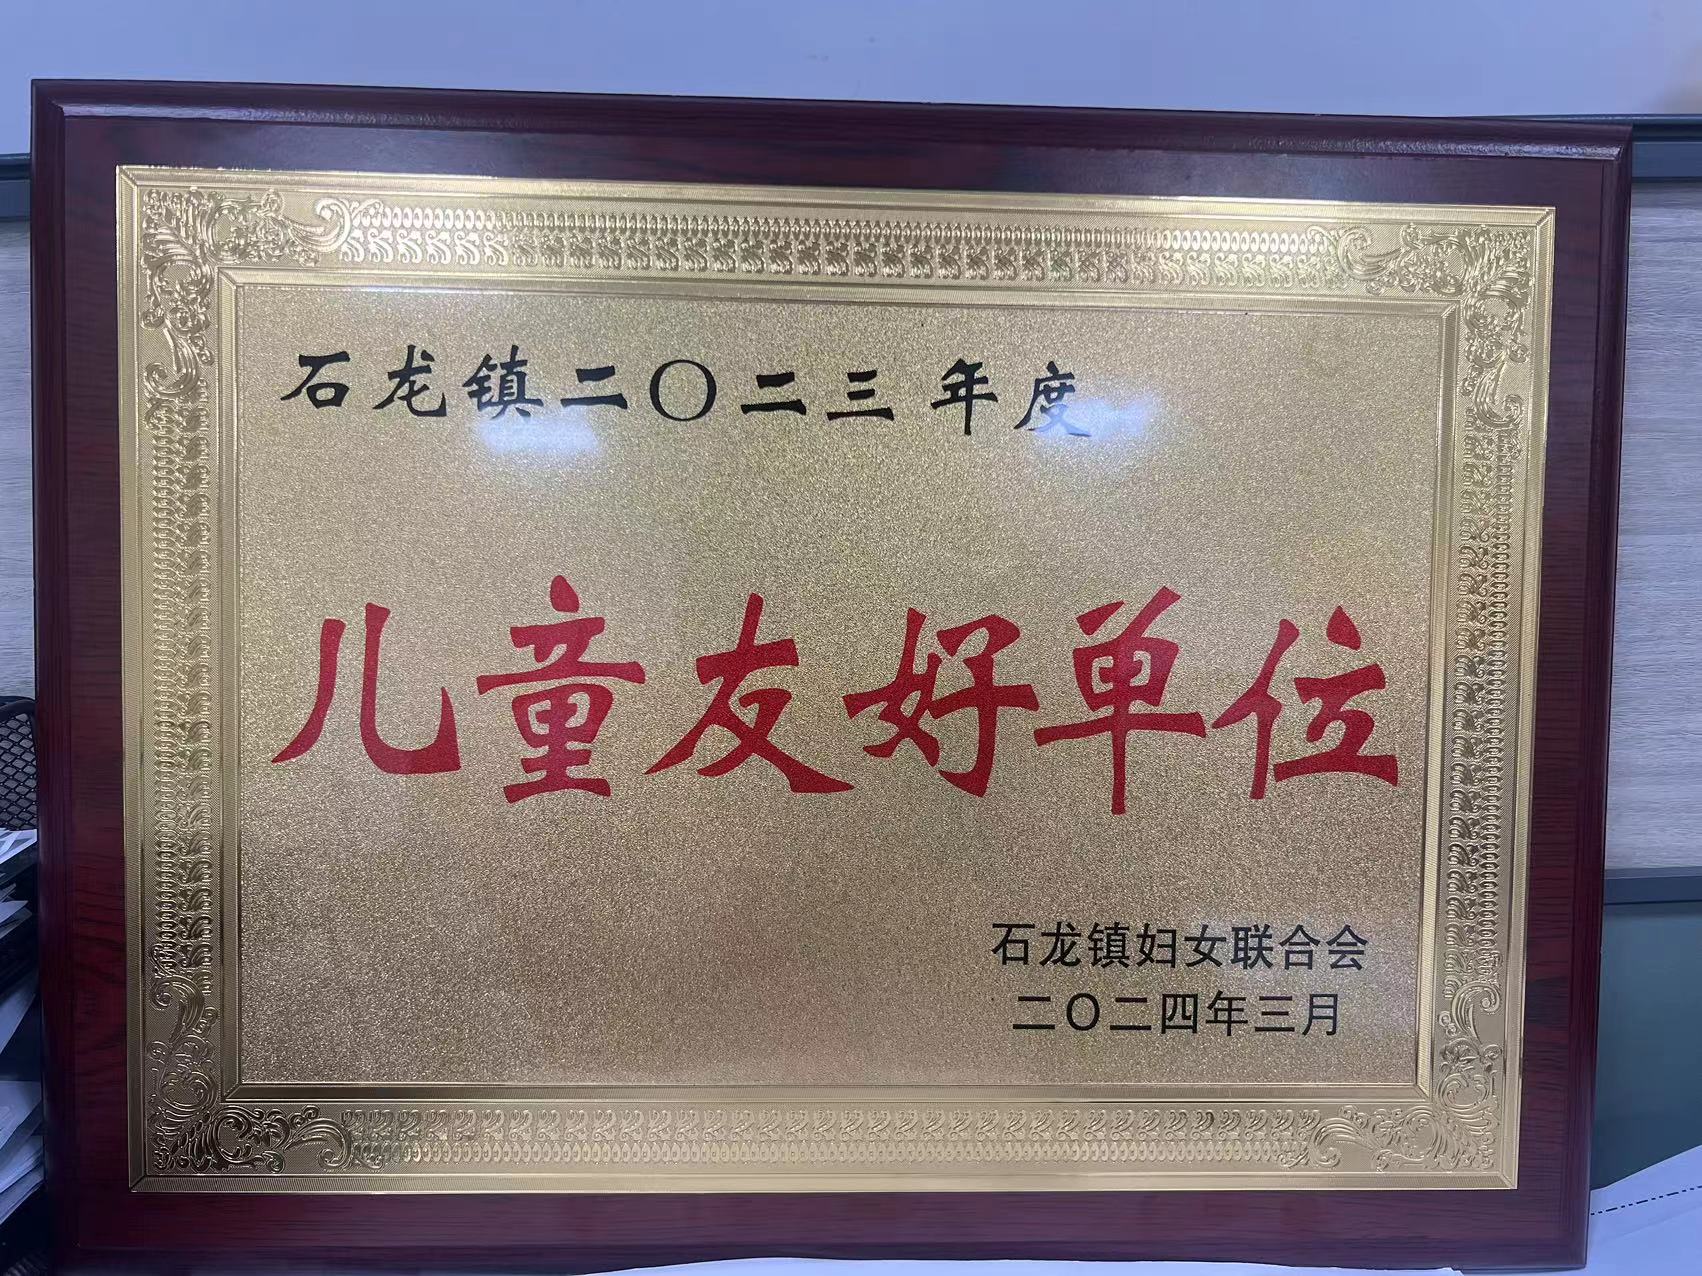 石龙镇二〇二三年度
儿童友好单位
石龙镇妇女联合会
二〇二四年三月